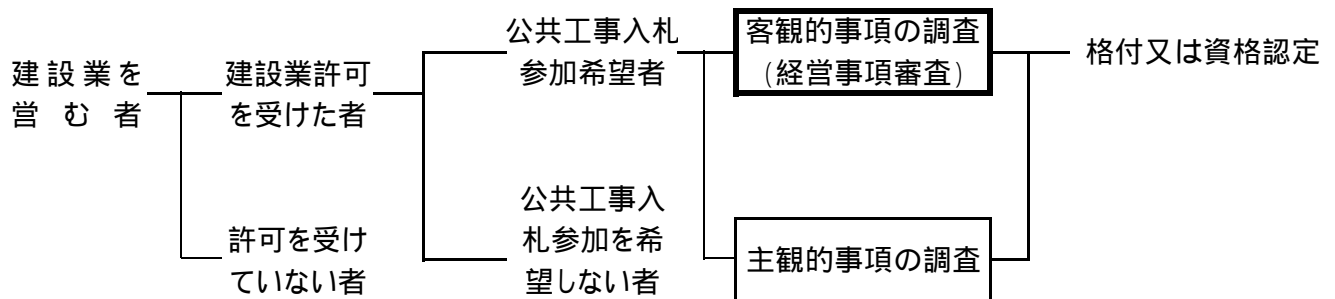 建設業を
営む者
建設業許可
を受けた者
許可を受け
ていない者
公共工事入札
参加希望者
公共工事入
札参加を希
望しない者
客観的事項の調査
（経営事項審査）
主観的事項の調査
格付又は資格認定